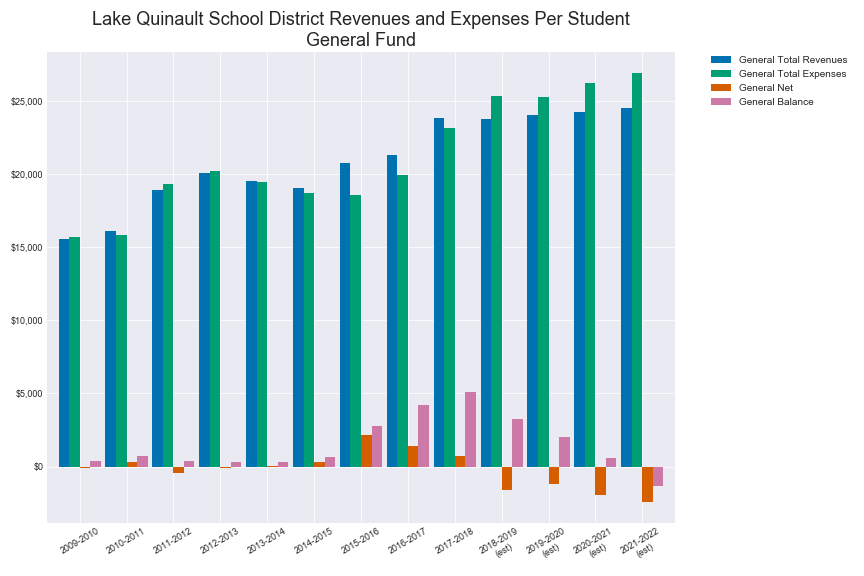 Lake Quinault School District Revenues and Expenses Per Student
General Fund
General Total Revenues
General Total Expenses
General Net
General Balance
$25,000
$20,000
$15,000
$10,000
$5,000
$0
2009-2010
2010-2011
2011-2012
2012-2013
2013-2014
2014-2015
2015-2016
2016-2017
2017-2018
2018-2019
(est)
2019-2020
(est)
2020-2021
(est)
2021-2022
(est)